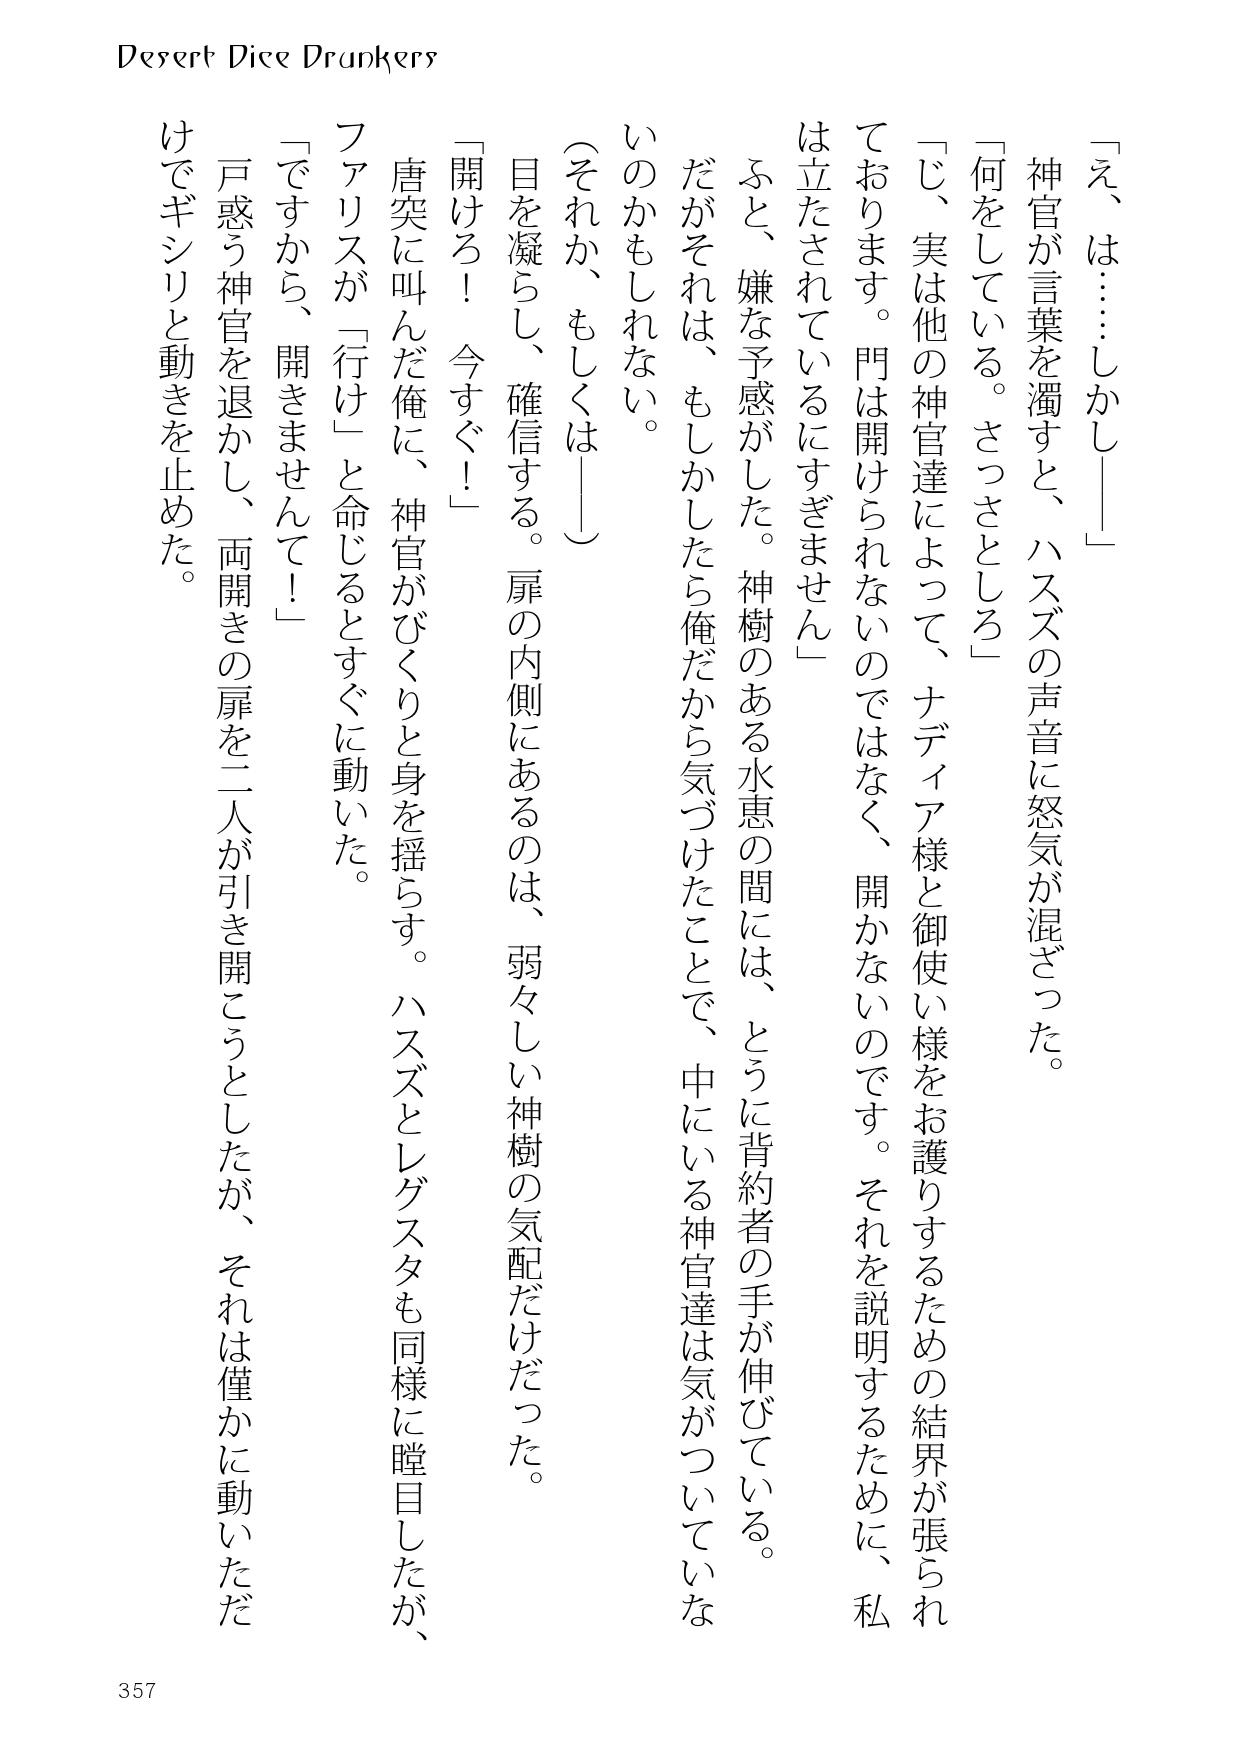 Desert Dice Drunkers
「え、は……しかし――」
　神官が言葉を濁すと、ハスズの声音に怒気が混ざった。
「何をしている。さっさとしろ」
「じ、実は他の神官達によって、ナディア様と御使い様をお護りするための結界が張られ
ております。門は開けられないのではなく、開かないのです。それを説明するために、私
は立たされているにすぎません」
　ふと、嫌な予感がした。神樹のある水恵の間には、とうに背約者の手が伸びている。
　だがそれは、もしかしたら俺だから気づけたことで、中にいる神官達は気がついていな
いのかもしれない。
（それか、もしくは――）
　目を凝らし、確信する。扉の内側にあるのは、弱々しい神樹の気配だけだった。
「開けろ！　今すぐ！」
　唐突に叫んだ俺に、神官がびくりと身を揺らす。ハスズとレグスタも同様に瞠目したが、
ファリスが「行け」と命じるとすぐに動いた。
「ですから、開きませんて！」
　戸惑う神官を退かし、両開きの扉を二人が引き開こうとしたが、それは僅かに動いただ
けでギシリと動きを止めた。
357